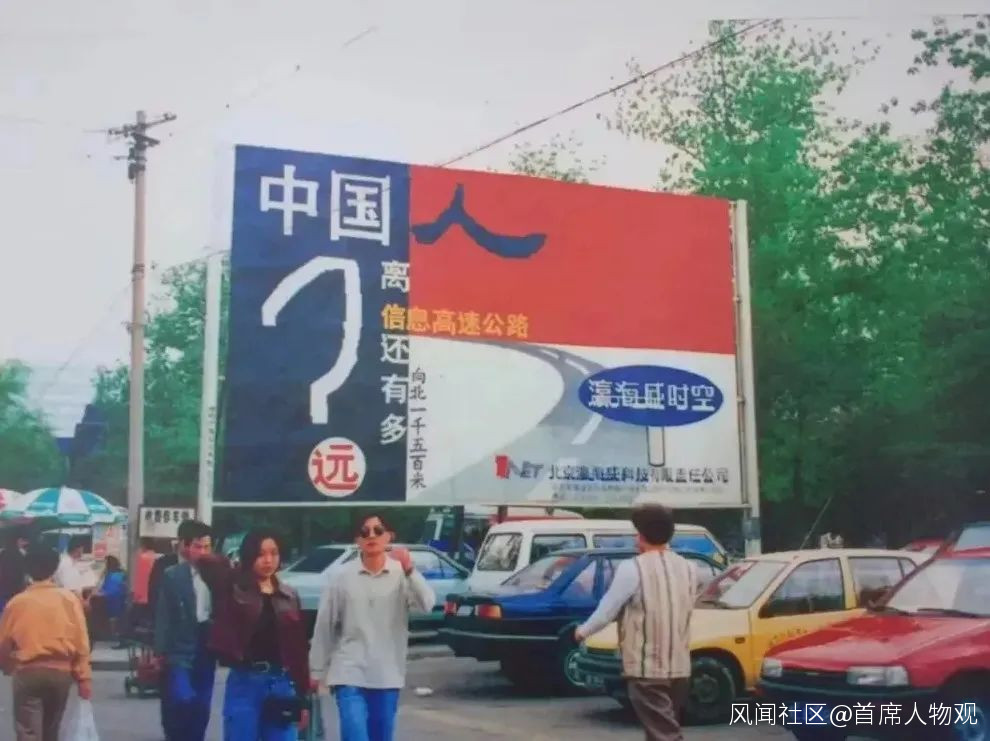 中国人
离
信息高速公路
还有多
远
?
向北一千五百米
瀛海威时空
1NET 北京瀛海威科技有限责任公司
风闻社区@首席人物观